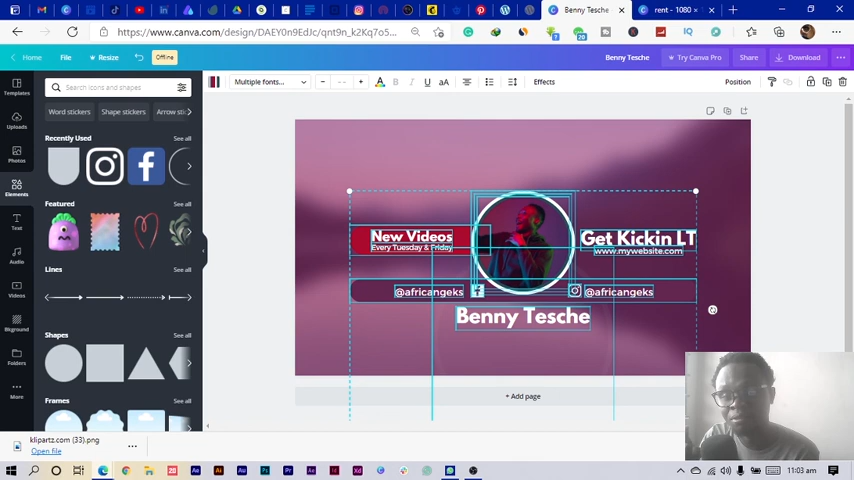 Benny Tesche
rent - 1080 ×
https://www.canva.com/design/DAEY0n9EdJc/qnt9n_k2Kq7o5...
Home
File
Resize
Offline
Benny Tesche
Try Canva Pro
Share
Download
Search icons and shapes
Multiple fonts...
B
I
U
aA
Effects
Position
Templates
Uploads
Photos
Elements
Text
Audio
Videos
Bkground
Folders
More
Word stickers
Shape stickers
Arrow stic
Recently Used
See all
Featured
See all
Lines
See all
Shapes
See all
Frames
See all
New Videos
Every Tuesday & Friday
Get Kickin LT
www.mywebsite.com
@africangeks
@africangeks
Benny Tesche
+ Add page
klipartz.com (33).png
Open file
11:03 am